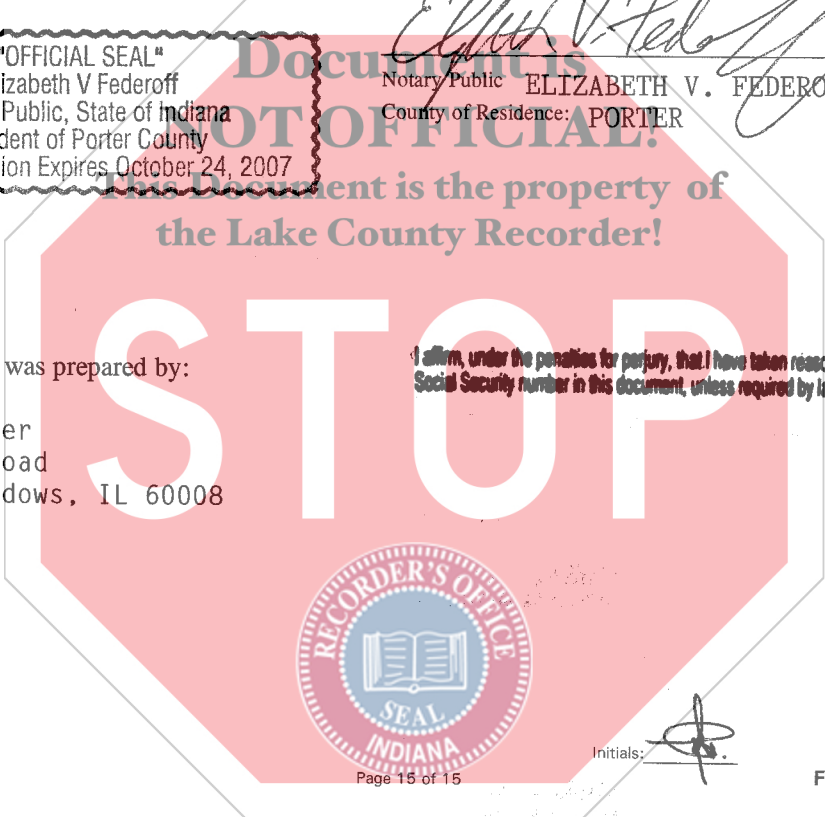 "OFFICIAL SEAL"
izabeth V Federoff
Public, State of Indiana
dent of Porter County
ion Expires October 24, 2007
Notary Public ELIZABETH V. FEDERO
County of Residence: PORTER
Document is
NOT OFFICIAL!
This Document is the property of
the Lake County Recorder!
STOP
was prepared by:
I affirm, under the penalties for perjury, that I have taken reaso
Social Security number in this document, unless required by la
er
oad
dows, IL 60008
RECORDER'S OFFICE
SEAL
INDIANA
Initials:
Page 15 of 15
F